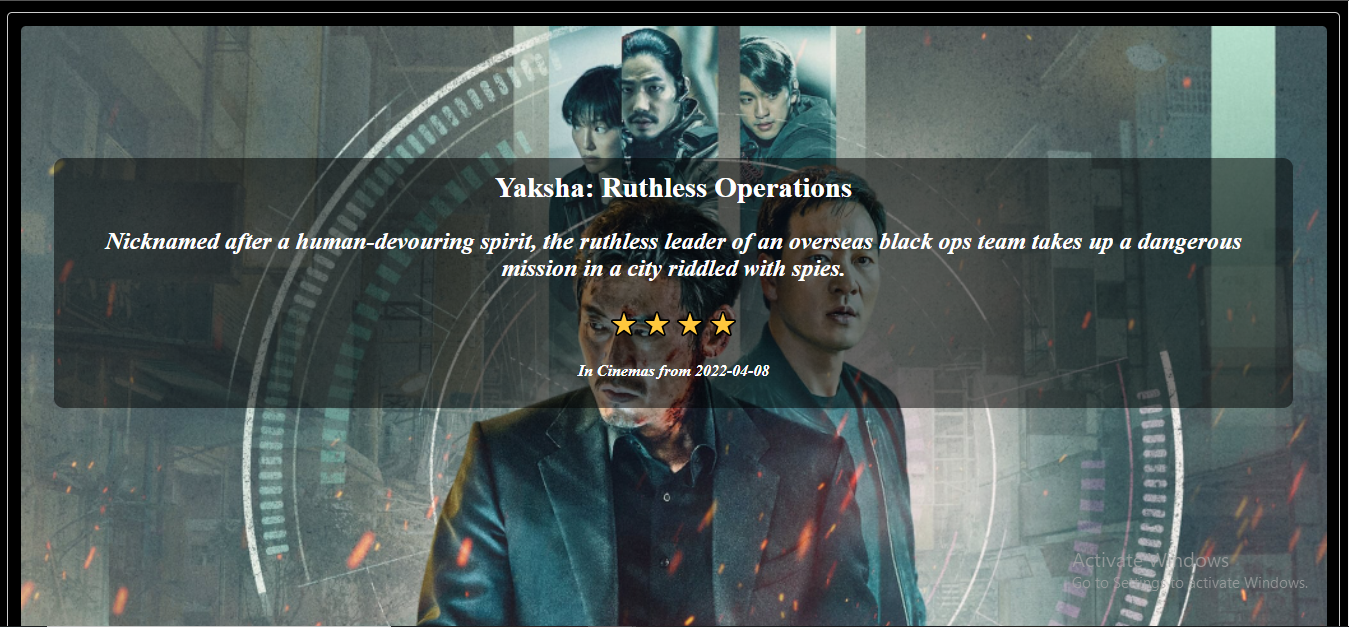 Yaksha: Ruthless Operations
Nicknamed after a human-devouring spirit, the ruthless leader of an overseas black ops team takes up a dangerous
mission in a city riddled with spies.
In Cinemas from 2022-04-08
Activate Windows
Go to Settings to Activate Windows.